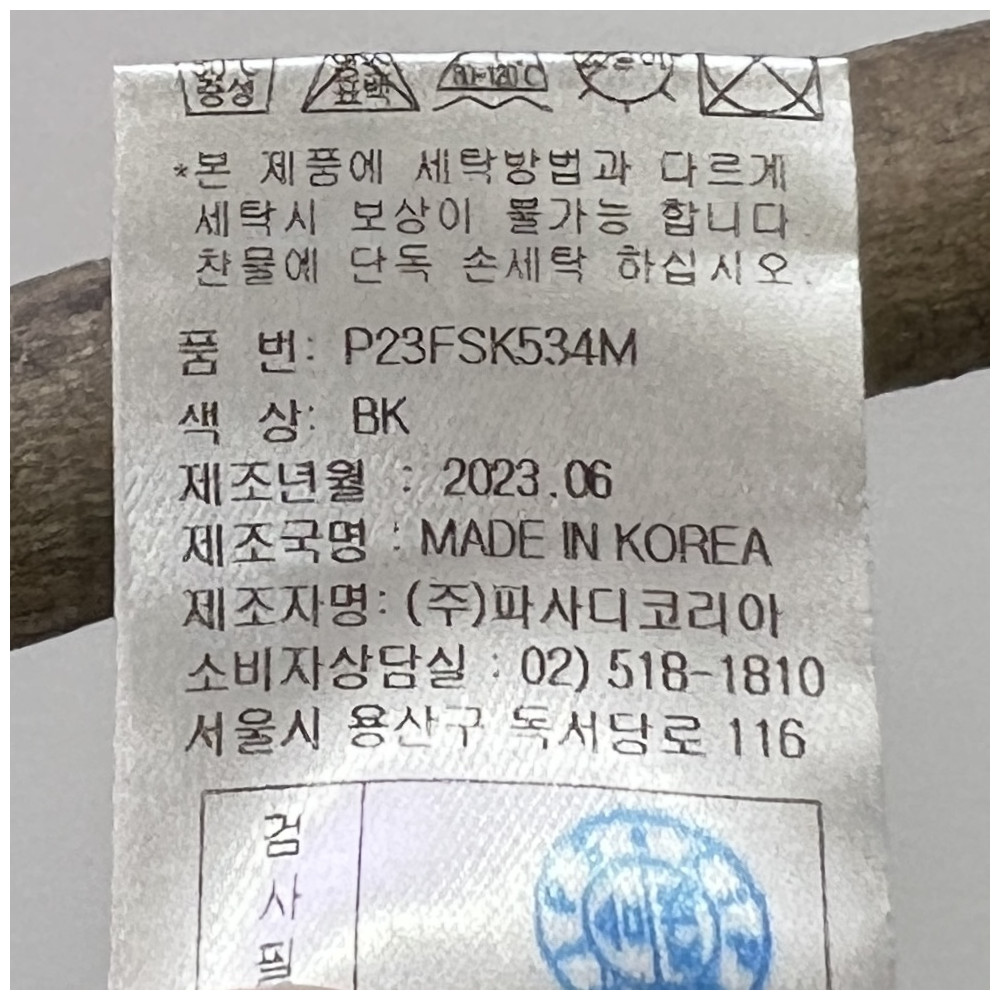 중성 표백 80~120℃
*본 제품에 세탁방법과 다르게
세탁시 보상이 불가능 합니다
찬물에 단독 손세탁 하십시오.
품 번: P23FSK534M
색 상: BK
제조년월 : 2023.06
제조국명 : MADE IN KOREA
제조자명: (주)파사디코리아
소비자상담실 : 02) 518-1810
서울시 용산구 독서당로 116
검
사
필